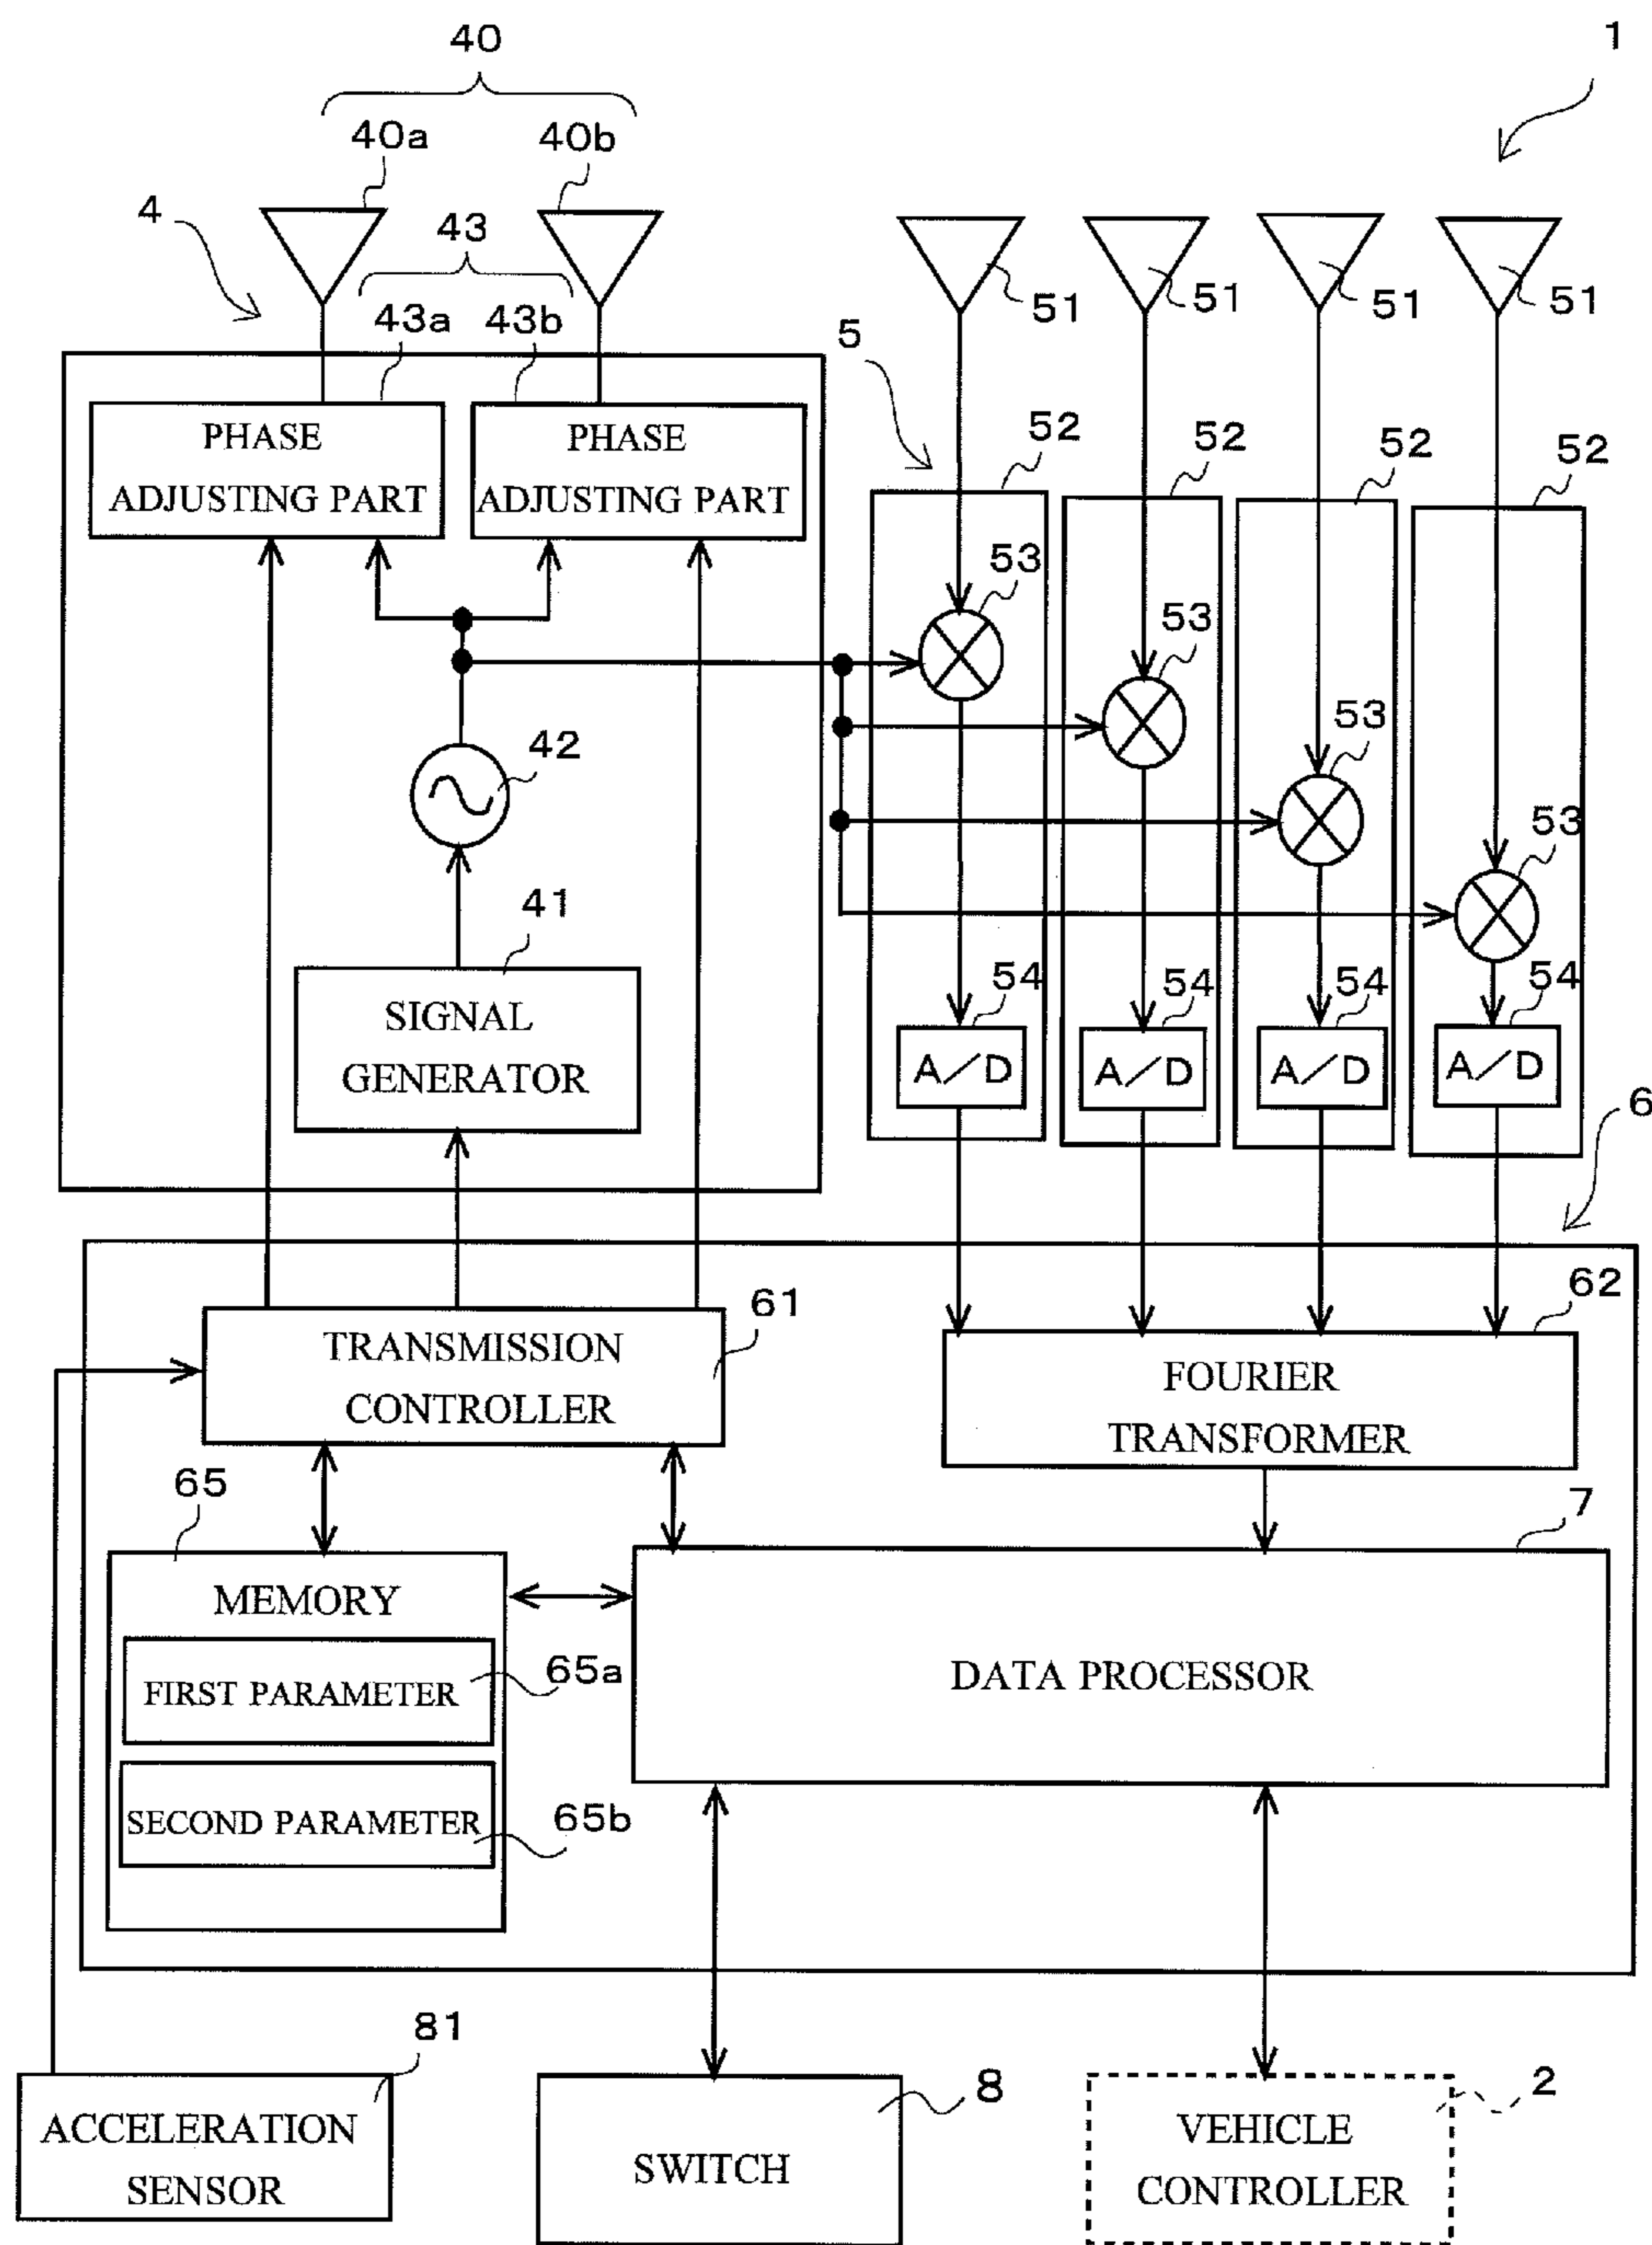 40
1
40a
40b
4
43
43a
43b
51
51
51
51
5
52
52
52
52
PHASE
ADJUSTING PART
PHASE
ADJUSTING PART
53
53
53
53
42
41
SIGNAL
GENERATOR
54
54
54
54
A/D
A/D
A/D
A/D
6
61
62
TRANSMISSION
CONTROLLER
FOURIER
TRANSFORMER
65
7
MEMORY
FIRST PARAMETER
65a
DATA PROCESSOR
SECOND PARAMETER
65b
81
ACCELERATION
SENSOR
8
SWITCH
2
VEHICLE
CONTROLLER